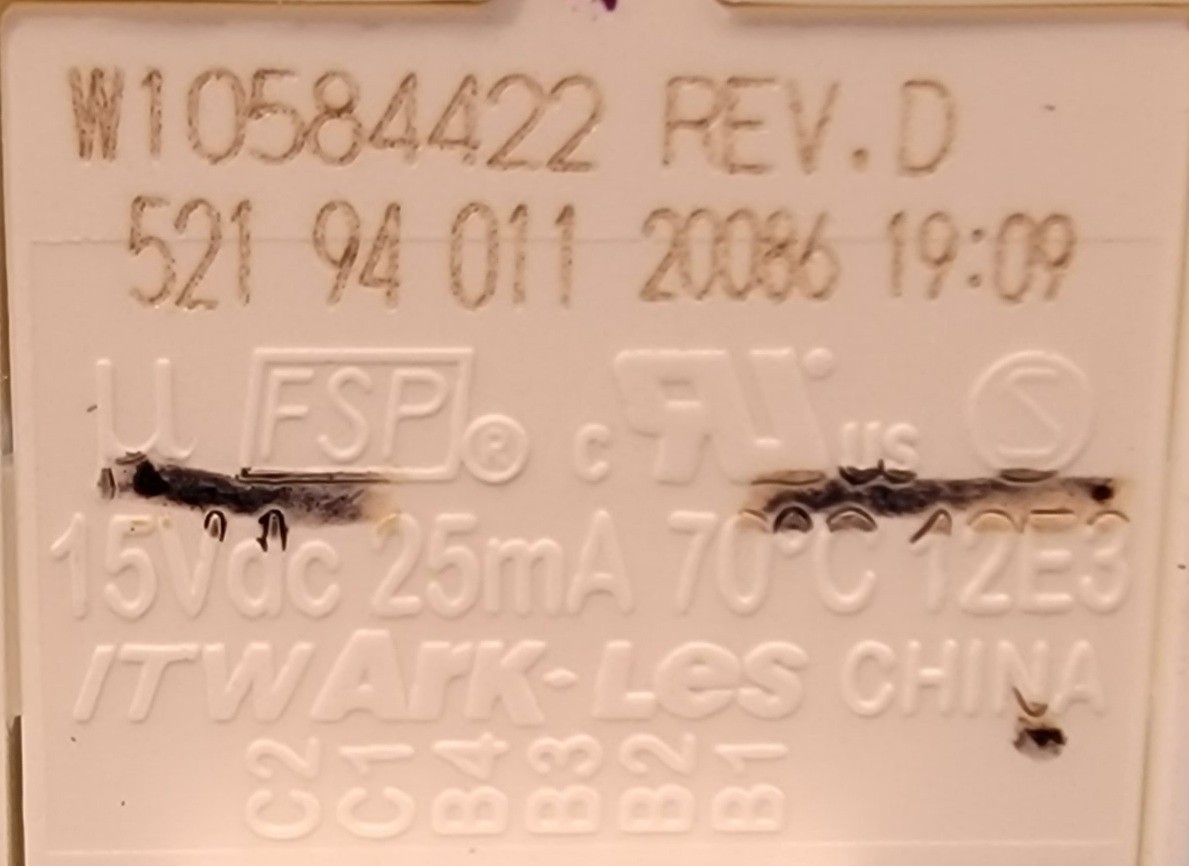 W10584422 REV.D
521 94 011 20086 19:09
µ FSP® c RU us
15Vdc 25mA 70°C 12E3
ITW Ark-Les CHINA
C2 C1 B4 B3 B2 B1